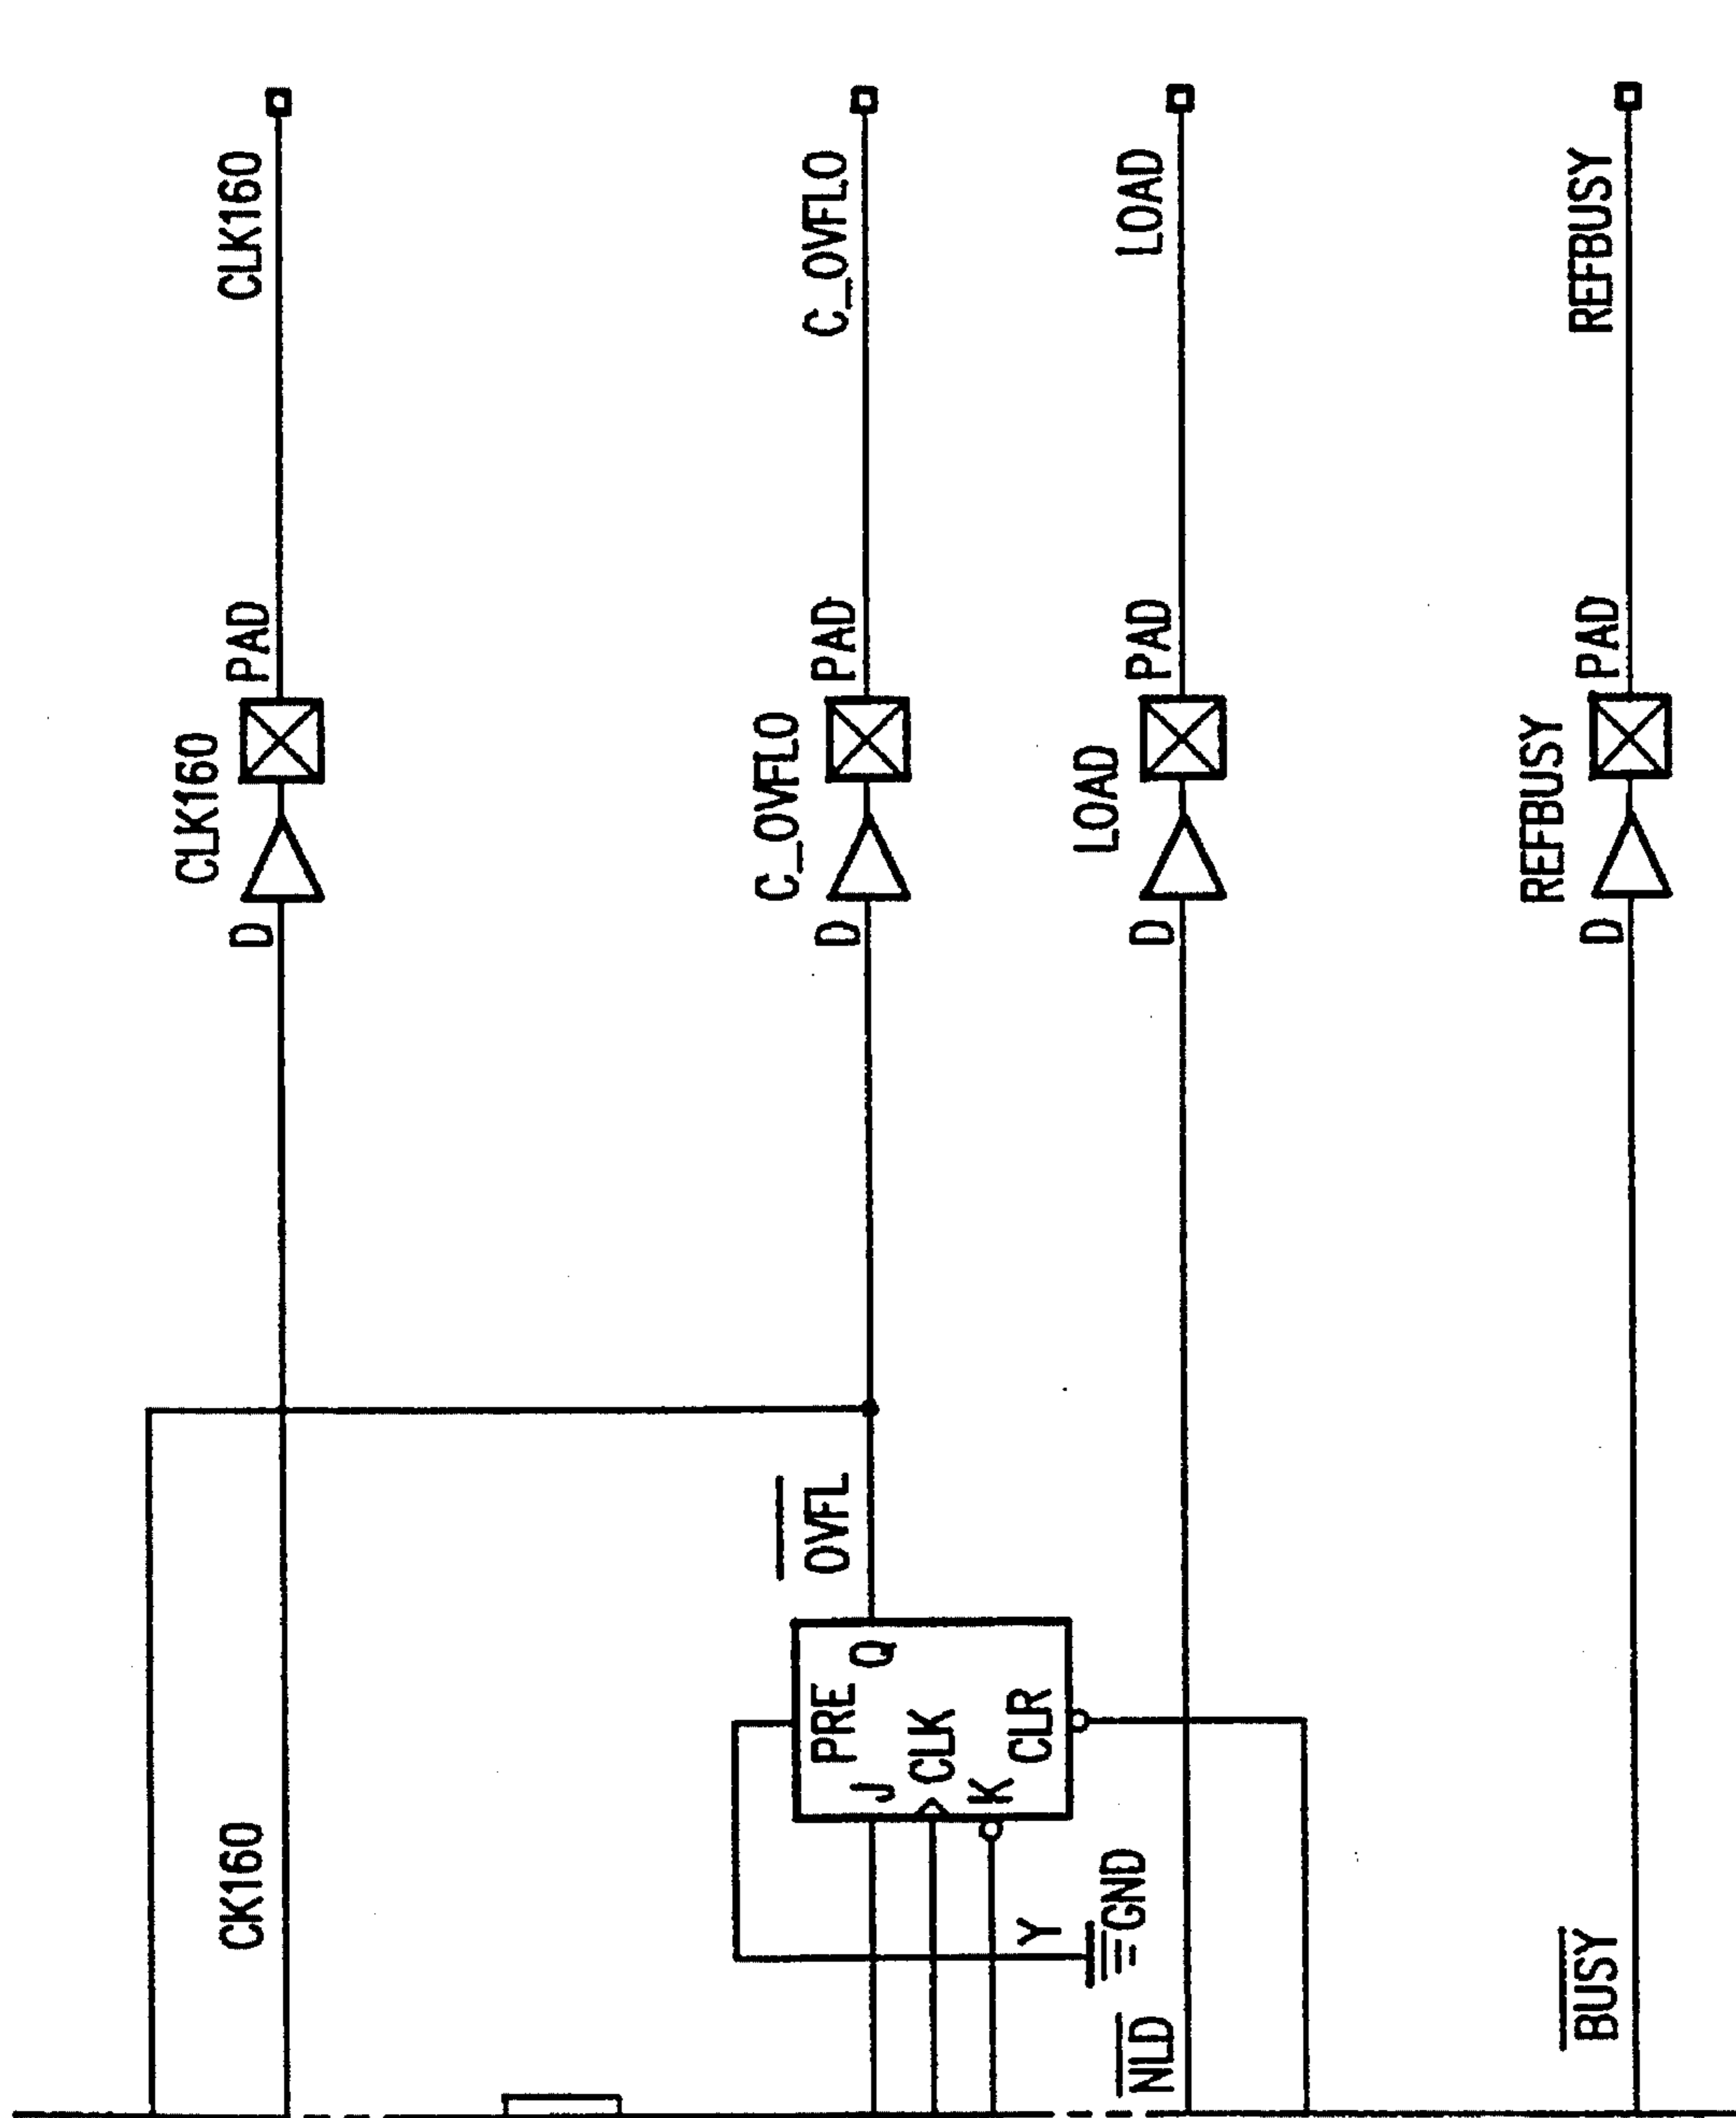 CK160
D
CLK160
PAD
CLK160
J
PRE
Q
CLK
K
CLR
OVFL
D
C_OVFLO
PAD
C_OVFLO
Y
GND
NLD
D
LOAD
PAD
LOAD
BUSY
D
REFBUSY
PAD
REFBUSY